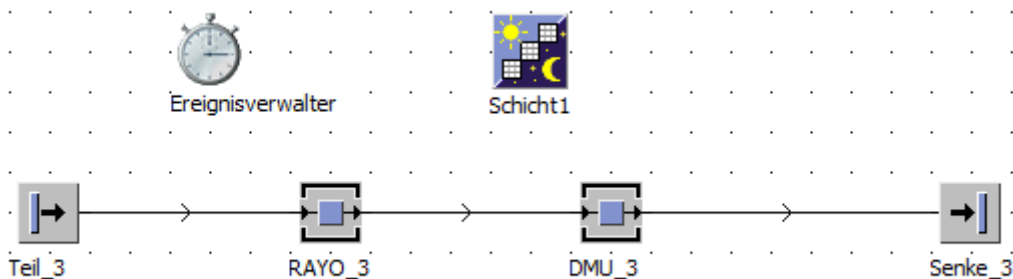 Ereignisverwalter
Schicht1
Teil_3
RAYO_3
DMU_3
Senke_3